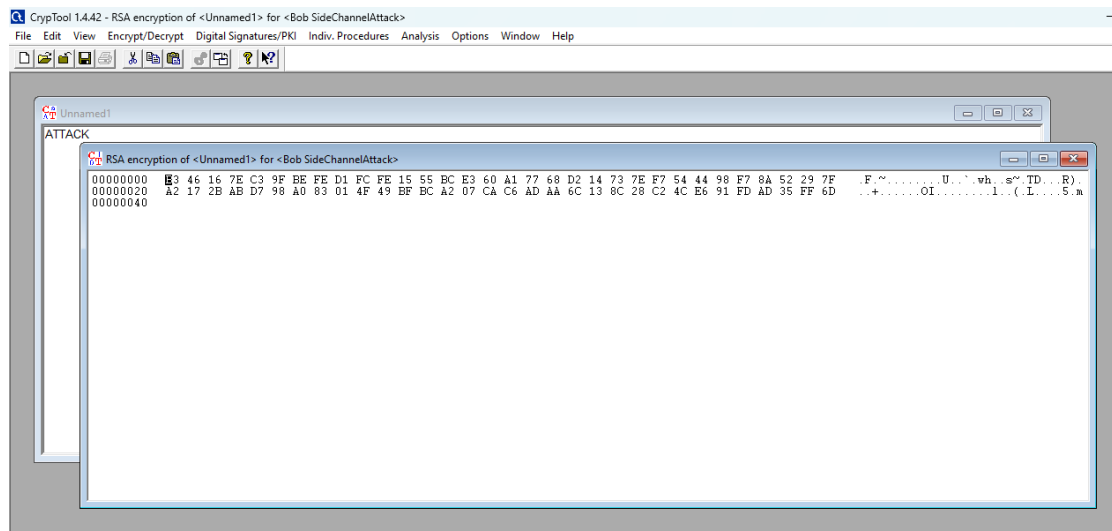 CrypTool 1.4.42 - RSA encryption of <Unnamed1> for <Bob SideChannelAttack>
File Edit View Encrypt/Decrypt Digital Signatures/PKI Indiv. Procedures Analysis Options Window Help
Unnamed1
ATTACK
RSA encryption of <Unnamed1> for <Bob SideChannelAttack>
00000000 E3 46 16 7E C3 9F BE FE D1 FC FE 15 55 BC E3 60 A1 77 68 D2 14 73 7E F7 54 44 98 F7 8A 52 29 7F .F.~........U..`.wh..s~.TD...R).
00000020 A2 17 2B AB D7 98 A0 83 01 4F 49 BF BC A2 07 CA C6 AD AA 6C 13 8C 28 C2 4C E6 91 FD AD 35 FF 6D ..+......OI........l..(.L....5.m
00000040